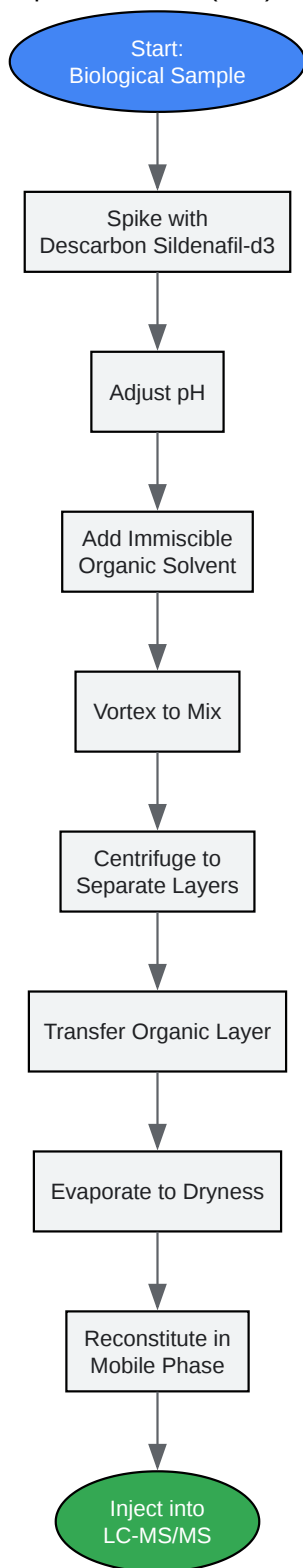 Start:
Biological Sample
Spike with
Descarbon Sildenafil-d3
Adjust pH
Add Immiscible
Organic Solvent
Vortex to Mix
Centrifuge to
Separate Layers
Transfer Organic Layer
Evaporate to Dryness
Reconstitute in
Mobile Phase
Inject into
LC-MS/MS